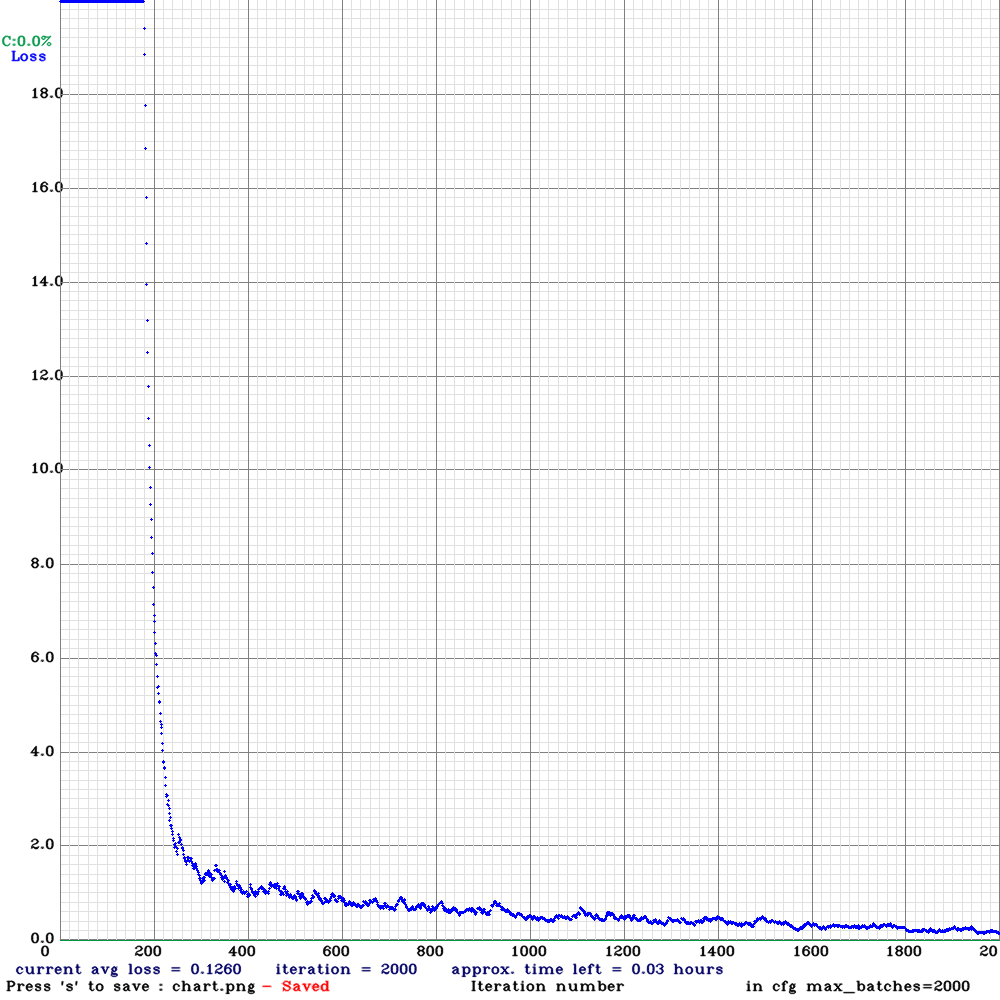 C:0.0%
Loss
18.0
16.0
14.0
12.0
10.0
8.0
6.0
4.0
2.0
0.0
0 200 400 600 800 1000 1200 1400 1600 1800 20
current avg loss = 0.1260 iteration = 2000 approx. time left = 0.03 hours
Press 's' to save : chart.png - Saved Iteration number in cfg max_batches=2000